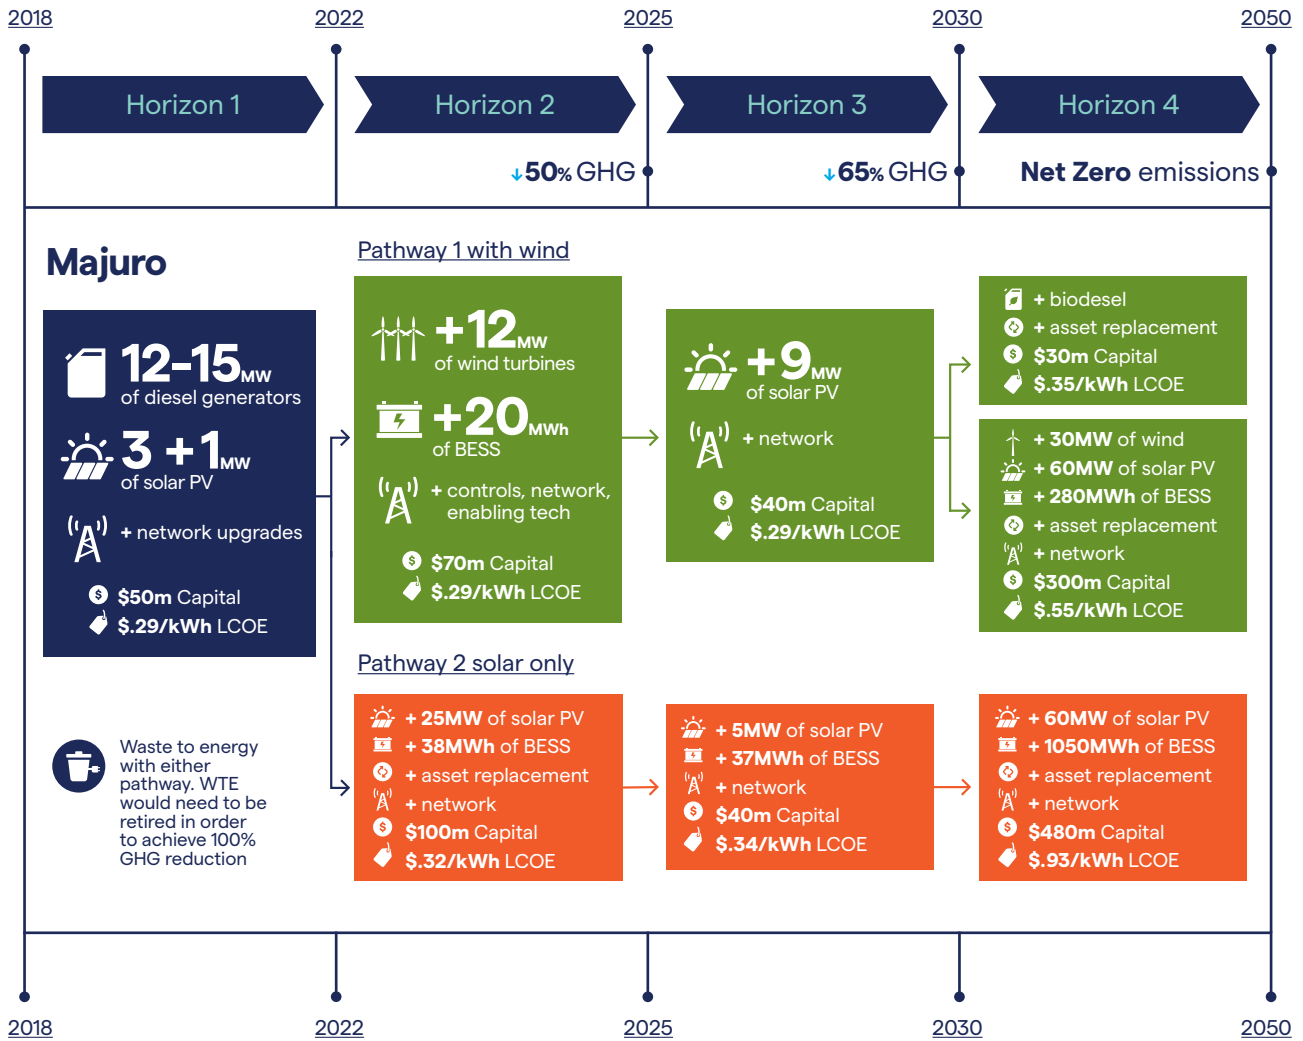 2018 2022 2025 2030 2050
Horizon 1 Horizon 2 Horizon 3 Horizon 4
↓50% GHG ↓65% GHG Net Zero emissions
Majuro
12-15MW
of diesel generators
3 +1MW
of solar PV
+ network upgrades
$50m Capital
$.29/kWh LCOE
Waste to energy
with either
pathway. WTE
would need to be
retired in order
to achieve 100%
GHG reduction
Pathway 1 with wind
+12MW
of wind turbines
+20MWh
of BESS
+ controls, network,
enabling tech
$70m Capital
$.29/kWh LCOE
+9MW
of solar PV
+ network
$40m Capital
$.29/kWh LCOE
+ biodesel
+ asset replacement
$30m Capital
$.35/kWh LCOE
+ 30MW of wind
+ 60MW of solar PV
+ 280MWh of BESS
+ asset replacement
+ network
$300m Capital
$.55/kWh LCOE
Pathway 2 solar only
+ 25MW of solar PV
+ 38MWh of BESS
+ asset replacement
+ network
$100m Capital
$.32/kWh LCOE
+ 5MW of solar PV
+ 37MWh of BESS
+ network
$40m Capital
$.34/kWh LCOE
+ 60MW of solar PV
+ 1050MWh of BESS
+ asset replacement
+ network
$480m Capital
$.93/kWh LCOE
2018 2022 2025 2030 2050